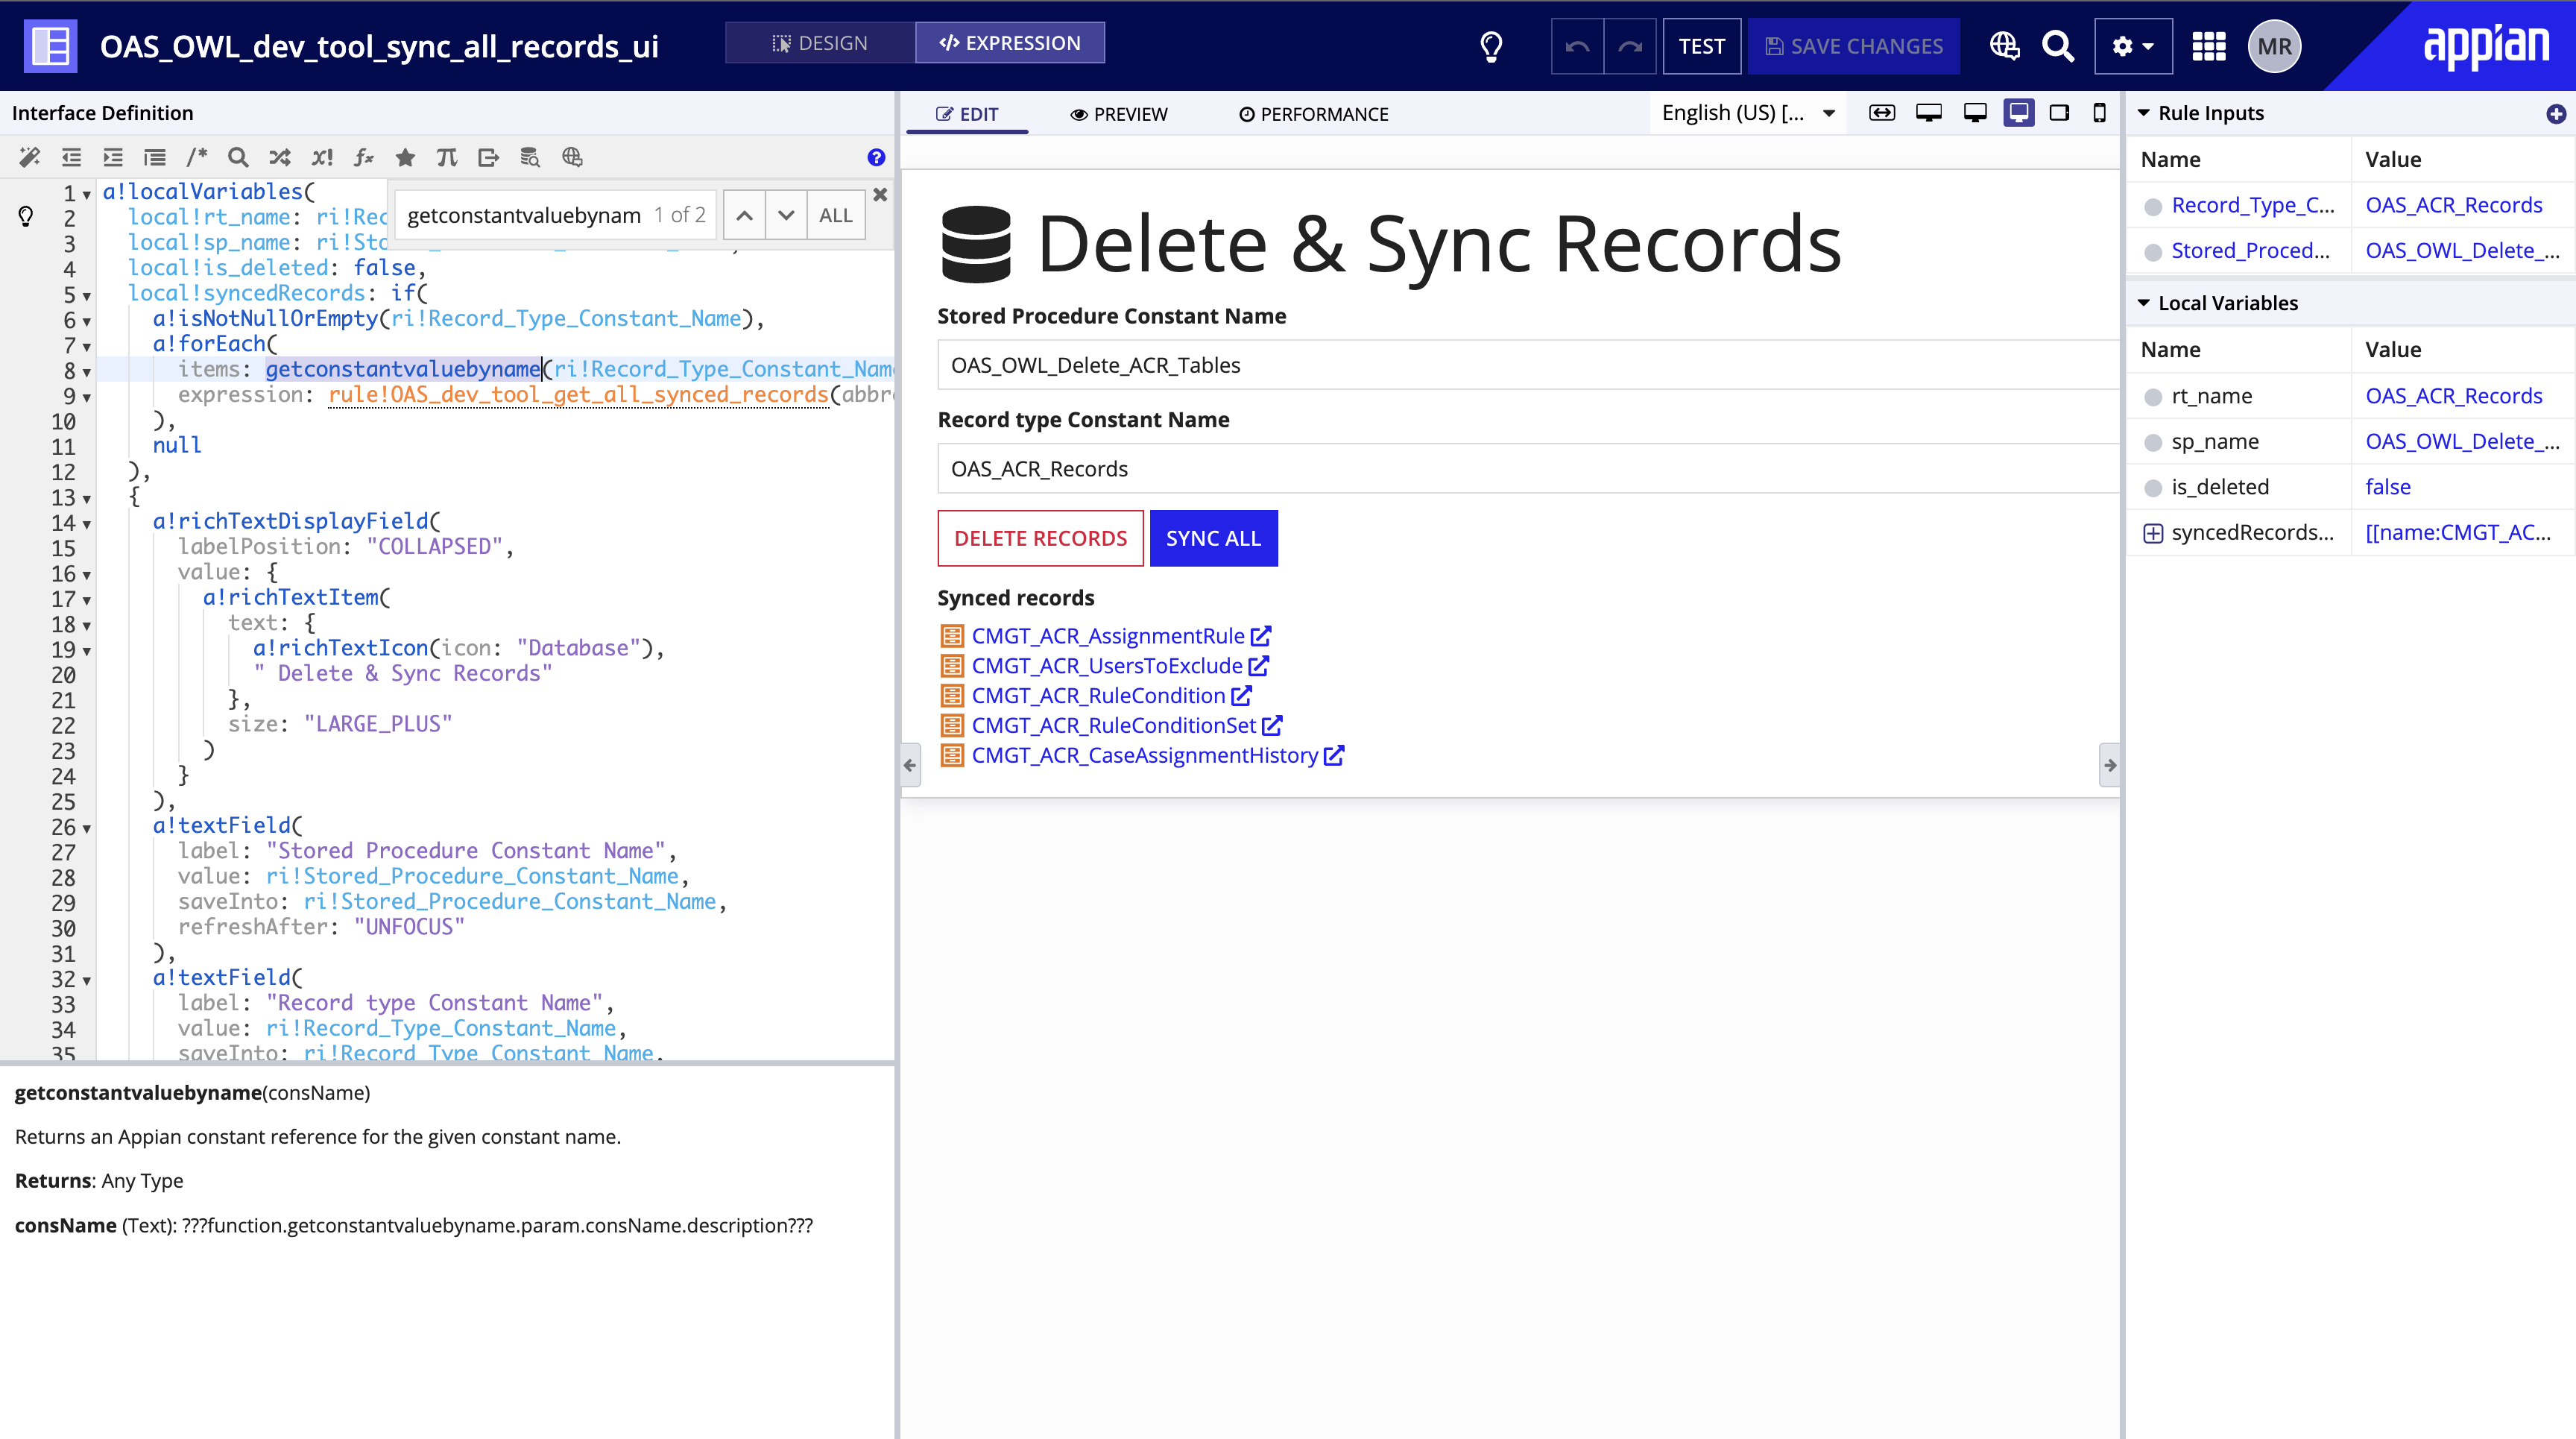 OAS_OWL_dev_tool_sync_all_records_ui
DESIGN
EXPRESSION
TEST
SAVE CHANGES
MR
appian
Interface Definition
EDIT
PREVIEW
PERFORMANCE
English (US) [...
Rule Inputs
/*
x!
getconstantvaluebynam 1 of 2 ALL
1 a!localVariables(
2 local!rt_name: ri!Rec
3 local!sp_name: ri!Sto
4 local!is_deleted: false,
5 local!syncedRecords: if(
6 a!isNotNullOrEmpty(ri!Record_Type_Constant_Name),
7 a!forEach(
8 items: getconstantvaluebyname(ri!Record_Type_Constant_Nam
9 expression: rule!OAS_dev_tool_get_all_synced_records(abbr
10 ),
11 null
12 ),
13 {
14 a!richTextDisplayField(
15 labelPosition: "COLLAPSED",
16 value: {
17 a!richTextItem(
18 text: {
19 a!richTextIcon(icon: "Database"),
20 " Delete & Sync Records"
21 },
22 size: "LARGE_PLUS"
23 )
24 }
25 ),
26 a!textField(
27 label: "Stored Procedure Constant Name",
28 value: ri!Stored_Procedure_Constant_Name,
29 saveInto: ri!Stored_Procedure_Constant_Name,
30 refreshAfter: "UNFOCUS"
31 ),
32 a!textField(
33 label: "Record type Constant Name",
34 value: ri!Record_Type_Constant_Name,
35 saveInto: ri!Record_Type_Constant_Name,
getconstantvaluebyname(consName)
Returns an Appian constant reference for the given constant name.
Returns: Any Type
consName (Text): ???function.getconstantvaluebyname.param.consName.description???
Delete & Sync Records
Stored Procedure Constant Name
OAS_OWL_Delete_ACR_Tables
Record type Constant Name
OAS_ACR_Records
DELETE RECORDS
SYNC ALL
Synced records
CMGT_ACR_AssignmentRule
CMGT_ACR_UsersToExclude
CMGT_ACR_RuleCondition
CMGT_ACR_RuleConditionSet
CMGT_ACR_CaseAssignmentHistory
Name Value
Record_Type_C... OAS_ACR_Records
Stored_Proced... OAS_OWL_Delete_...
Local Variables
Name Value
rt_name OAS_ACR_Records
sp_name OAS_OWL_Delete_...
is_deleted false
syncedRecords... [[name:CMGT_AC...